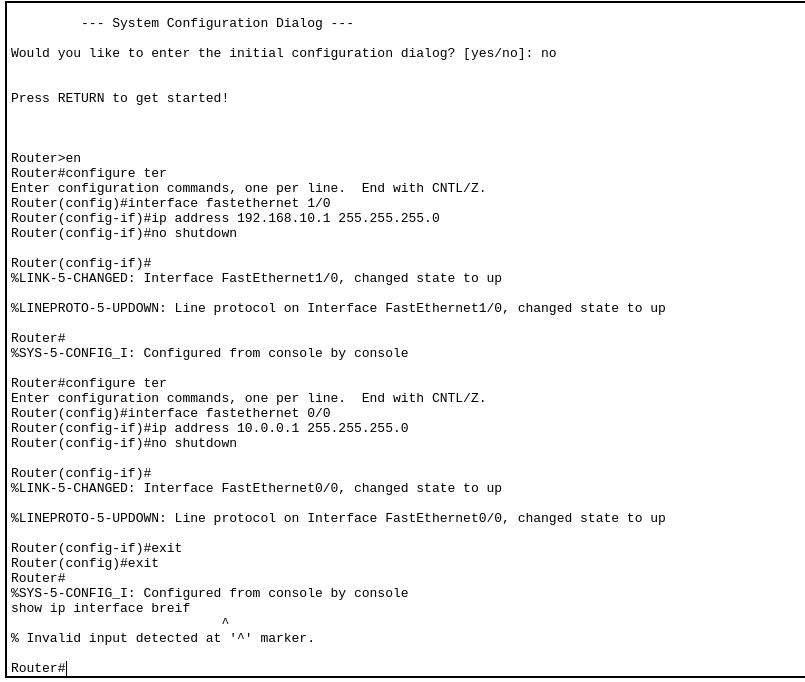 --- System Configuration Dialog ---
Would you like to enter the initial configuration dialog? [yes/no]: no
Press RETURN to get started!
Router>en
Router#configure ter
Enter configuration commands, one per line.  End with CNTL/Z.
Router(config)#interface fastethernet 1/0
Router(config-if)#ip address 192.168.10.1 255.255.255.0
Router(config-if)#no shutdown
Router(config-if)#
%LINK-5-CHANGED: Interface FastEthernet1/0, changed state to up
%LINEPROTO-5-UPDOWN: Line protocol on Interface FastEthernet1/0, changed state to up
Router#
%SYS-5-CONFIG_I: Configured from console by console
Router#configure ter
Enter configuration commands, one per line.  End with CNTL/Z.
Router(config)#interface fastethernet 0/0
Router(config-if)#ip address 10.0.0.1 255.255.255.0
Router(config-if)#no shutdown
Router(config-if)#
%LINK-5-CHANGED: Interface FastEthernet0/0, changed state to up
%LINEPROTO-5-UPDOWN: Line protocol on Interface FastEthernet0/0, changed state to up
Router(config-if)#exit
Router(config)#exit
Router#
%SYS-5-CONFIG_I: Configured from console by console
show ip interface breif
^
% Invalid input detected at '^' marker.
Router#